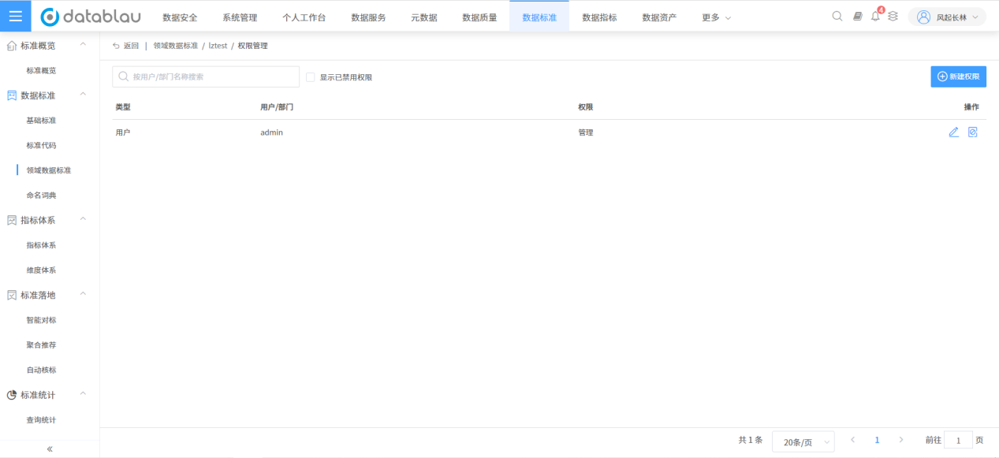 datablau 数据安全 系统管理 个人工作台 数据服务 元数据 数据质量 数据标准 数据指标 数据资产 更多 4 风起长林
标准概览
标准概览
数据标准
基础标准
标准代码
领域数据标准
命名词典
指标体系
指标体系
维度体系
标准落地
智能对标
聚合推荐
自动核标
标准统计
查询统计
«
返回 | 领域数据标准 / lztest / 权限管理
按用户/部门名称搜索 显示已禁用权限 新建权限
类型 用户/部门 权限 操作
用户 admin 管理
共 1 条 20条/页 < 1 > 前往 1 页